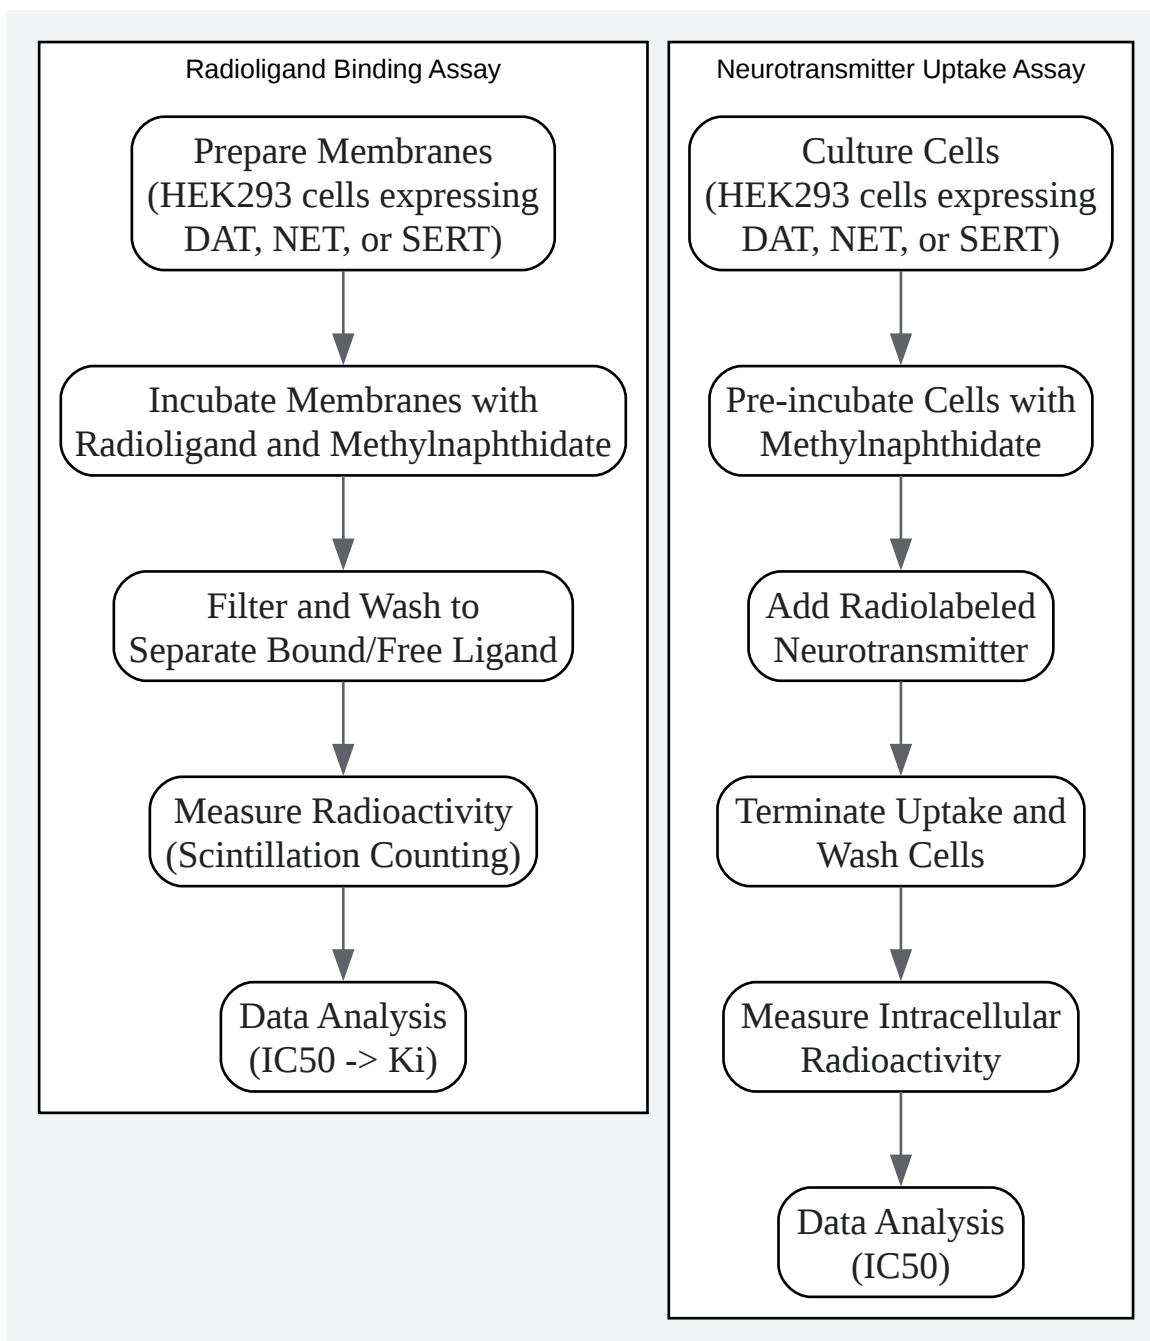 Radioligand Binding Assay
Prepare Membranes
(HEK293 cells expressing
DAT, NET, or SERT)
Incubate Membranes with
Radioligand and Methylnaphthidate
Filter and Wash to
Separate Bound/Free Ligand
Measure Radioactivity
(Scintillation Counting)
Data Analysis
(IC50 -> Ki)
Neurotransmitter Uptake Assay
Culture Cells
(HEK293 cells expressing
DAT, NET, or SERT)
Pre-incubate Cells with
Methylnaphthidate
Add Radiolabeled
Neurotransmitter
Terminate Uptake and
Wash Cells
Measure Intracellular
Radioactivity
Data Analysis
(IC50)